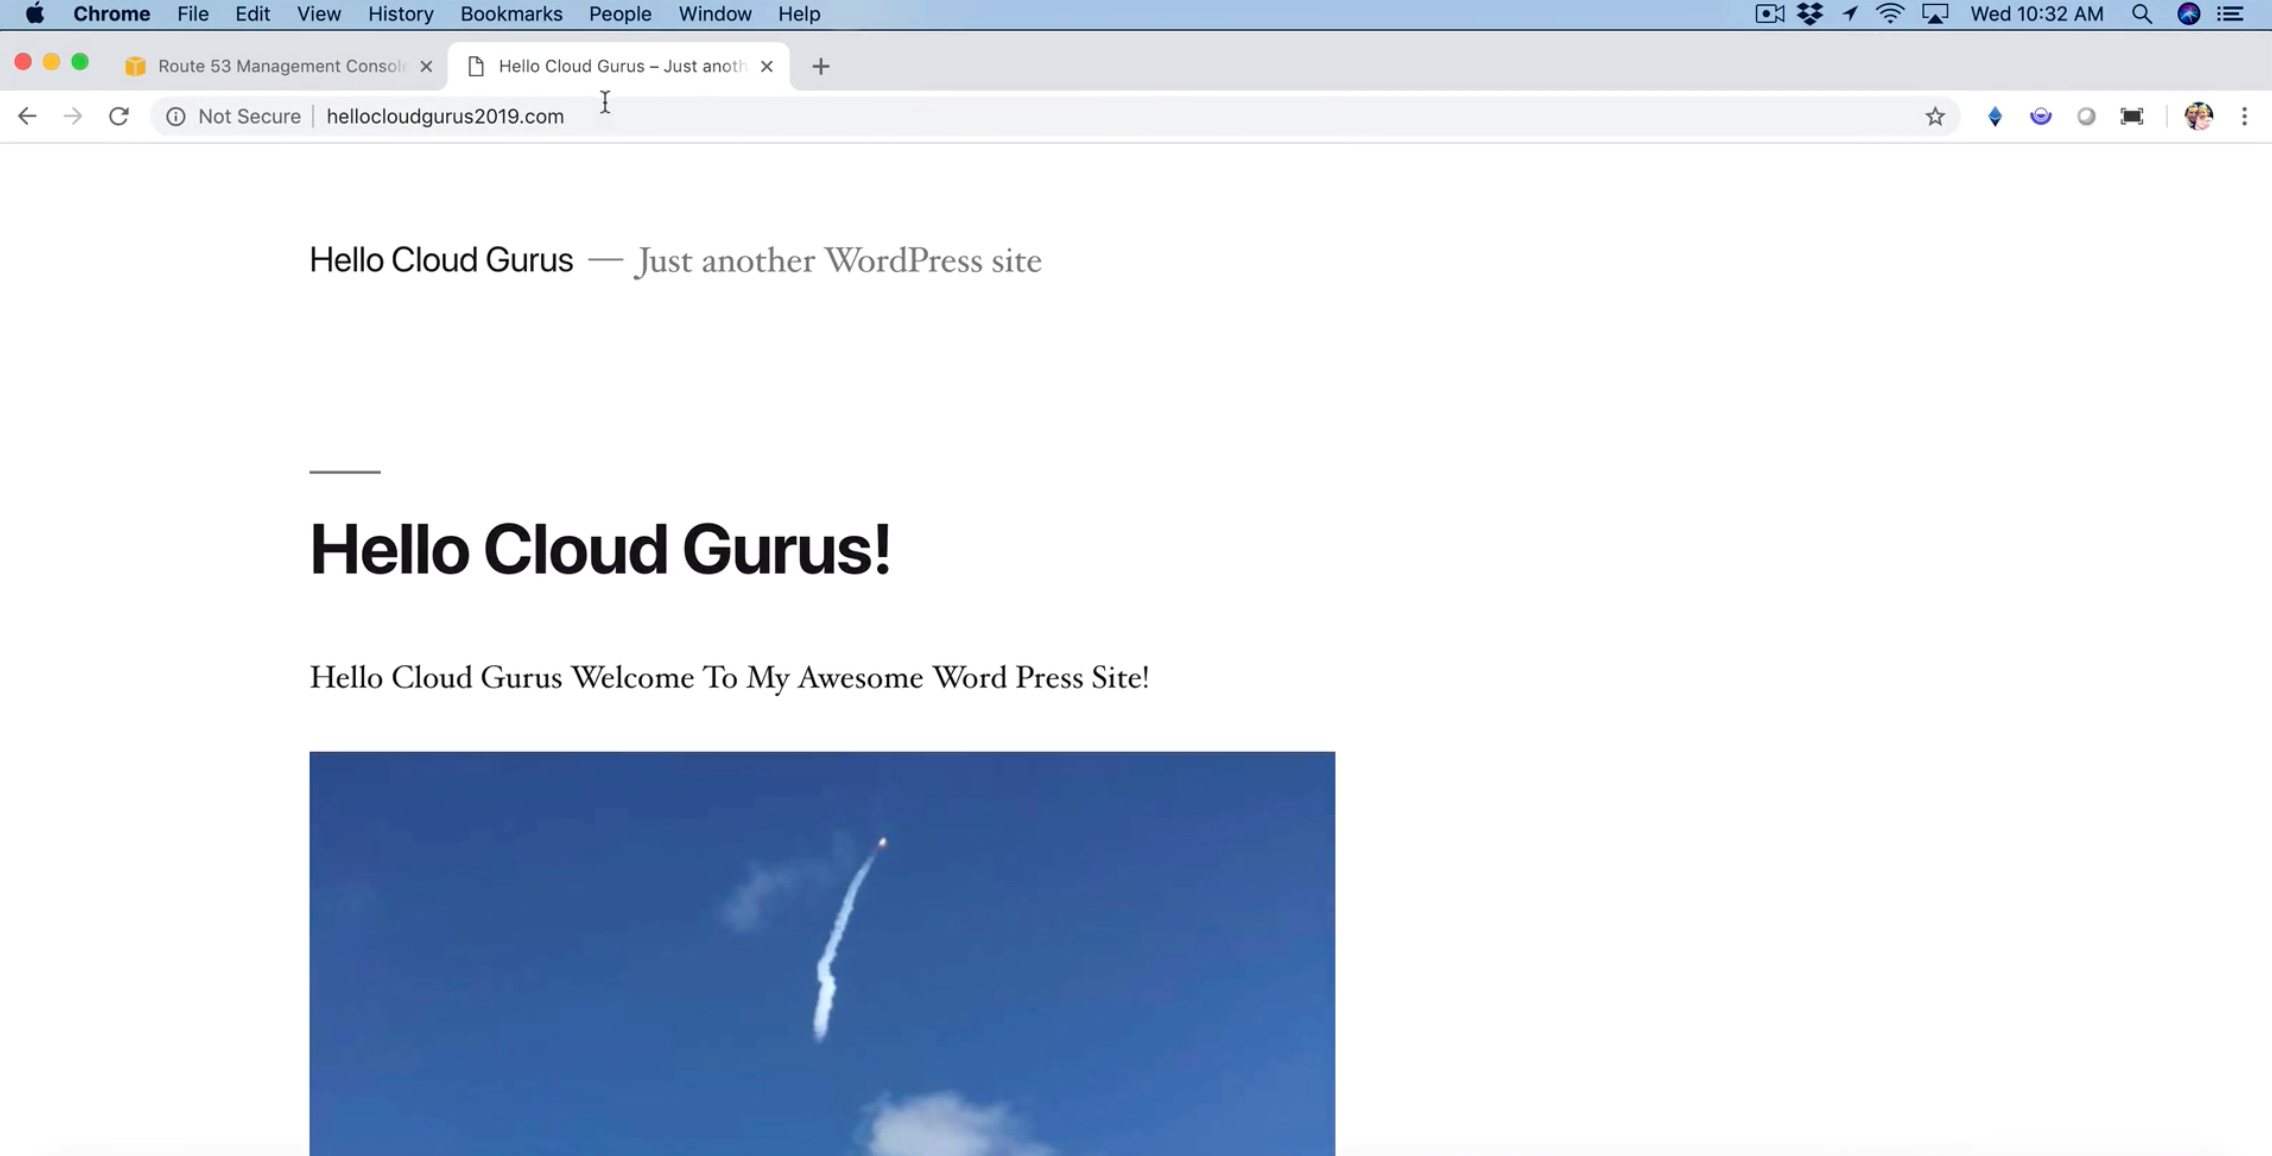 Chrome File Edit View History Bookmarks People Window Help Wed 10:32 AM
Route 53 Management Console Hello Cloud Gurus – Just anoth
Not Secure hellocloudgurus2019.com
Hello Cloud Gurus — Just another WordPress site
Hello Cloud Gurus!
Hello Cloud Gurus Welcome To My Awesome Word Press Site!